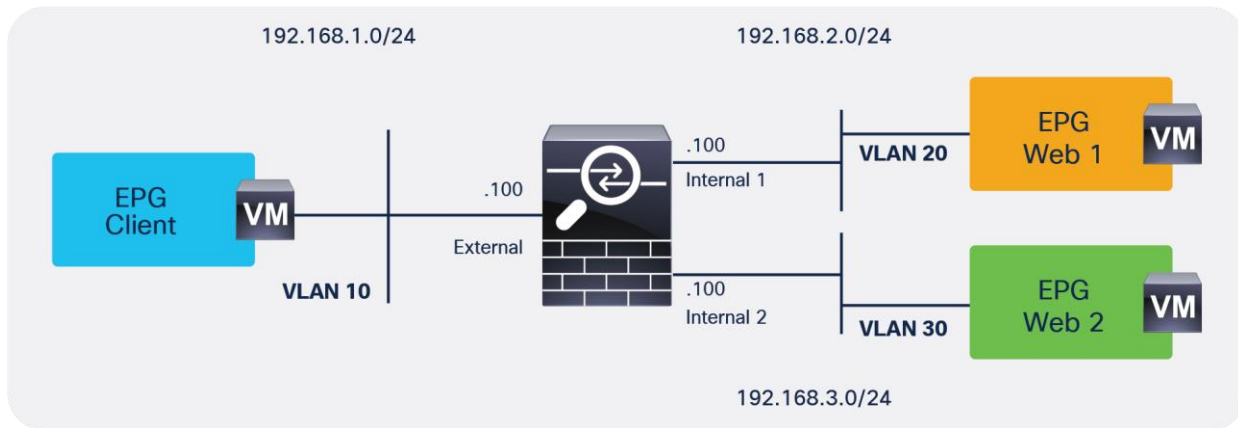 192.168.1.0/24
192.168.2.0/24
EPG
Client
VM
VLAN 10
.100
External
.100
Internal 1
VLAN 20
EPG
Web 1
VM
.100
Internal 2
VLAN 30
EPG
Web 2
VM
192.168.3.0/24